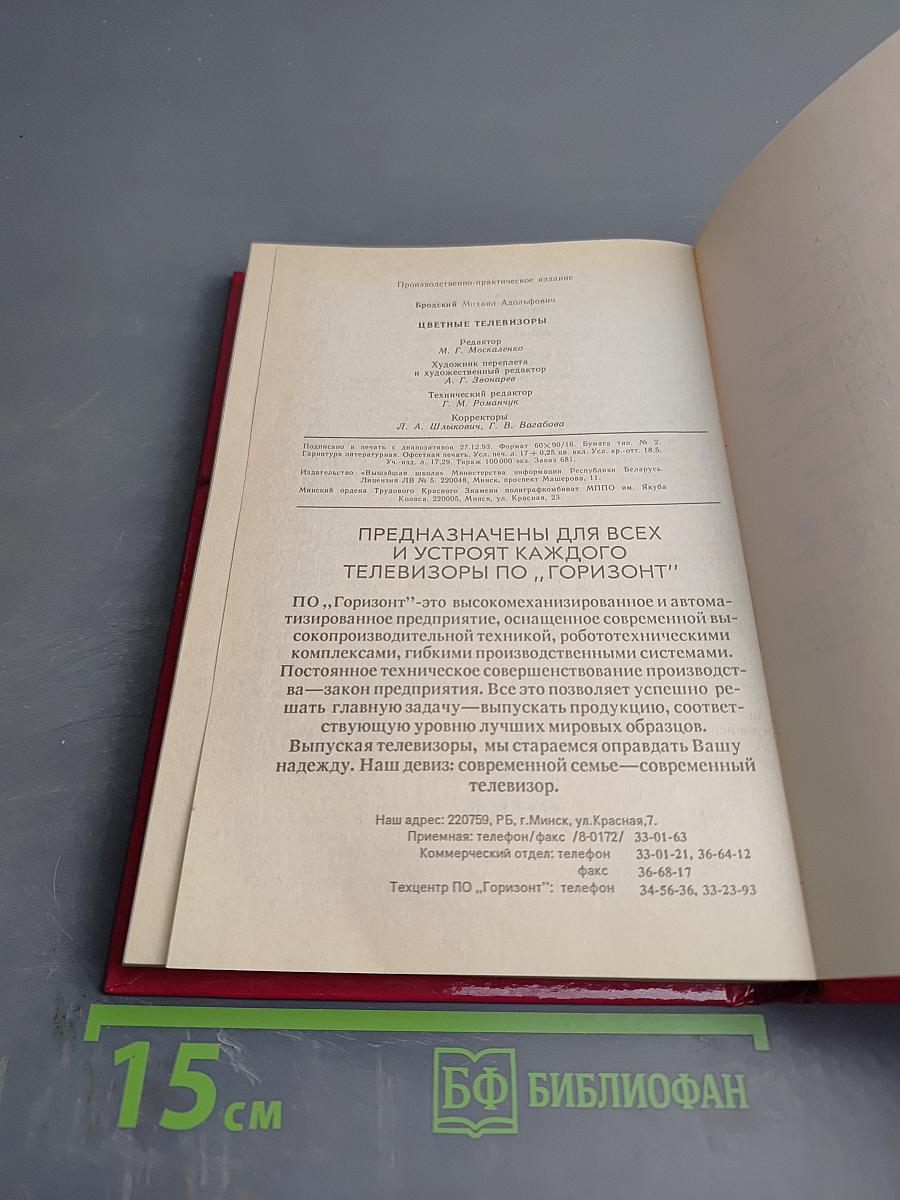 Производственно-практическое издание
Бродский Михаил Адольфович
ЦВЕТНЫЕ ТЕЛЕВИЗОРЫ
Редактор
М. Г. Москаленко
Художник переплета
и художественный редактор
А. Г. Звонарев
Технический редактор
Г. М. Романчук
Корректоры
Л. А. Шлыкович, Г. В. Вагабова
Подписано в печать с диапозитивов 27.12.93. Формат 60×90/16. Бумага тип. № 2.
Гарнитура литературная. Офсетная печать. Усл. печ. л. 17+0,25 цв. вкл. Усл. кр.-отт. 18,5.
Уч.-изд. л. 17,29. Тираж 100 000 экз. Заказ 681.
Издательство «Вышэйшая школа» Министерства информации Республики Беларусь.
Лицензия ЛВ № 5. 220048, Минск, проспект Машерова, 11.
Минский ордена Трудового Красного Знамени полиграфкомбинат МППО им. Якуба
Коласа. 220005, Минск, ул. Красная, 23.
ПРЕДНАЗНАЧЕНЫ ДЛЯ ВСЕХ
И УСТРОЯТ КАЖДОГО
ТЕЛЕВИЗОРЫ ПО „ГОРИЗОНТ"
ПО „Горизонт"-это высокомеханизированное и автома-
тизированное предприятие, оснащенное современной вы-
сокопроизводительной техникой, робототехническими
комплексами, гибкими производственными системами.
Постоянное техническое совершенствование производст-
ва—закон предприятия. Все это позволяет успешно ре-
шать главную задачу—выпускать продукцию, соответ-
ствующую уровню лучших мировых образцов.
Выпуская телевизоры, мы стараемся оправдать Вашу
надежду. Наш девиз: современной семье—современный
телевизор.
Наш адрес: 220759, РБ, г.Минск, ул.Красная,7.
Приемная: телефон/факс /8-0172/ 33-01-63
Коммерческий отдел: телефон 33-01-21, 36-64-12
факс 36-68-17
Техцентр ПО „Горизонт": телефон 34-56-36, 33-23-93
15 см
БФ БИБЛИОФАН